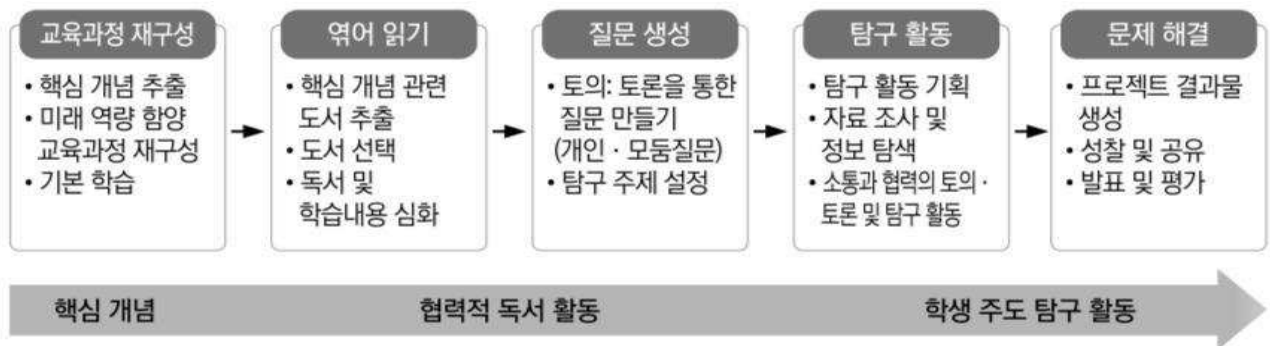 교육과정 재구성
• 핵심 개념 추출
• 미래 역량 함양
교육과정 재구성
• 기본 학습
엮어 읽기
• 핵심 개념 관련
도서 추출
• 도서 선택
• 독서 및
학습내용 심화
질문 생성
• 토의: 토론을 통한
질문 만들기
(개인 · 모둠질문)
• 탐구 주제 설정
탐구 활동
• 탐구 활동 기획
• 자료 조사 및
정보 탐색
• 소통과 협력의 토의 ·
토론 및 탐구 활동
문제 해결
• 프로젝트 결과물
생성
• 성찰 및 공유
• 발표 및 평가
핵심 개념
협력적 독서 활동
학생 주도 탐구 활동